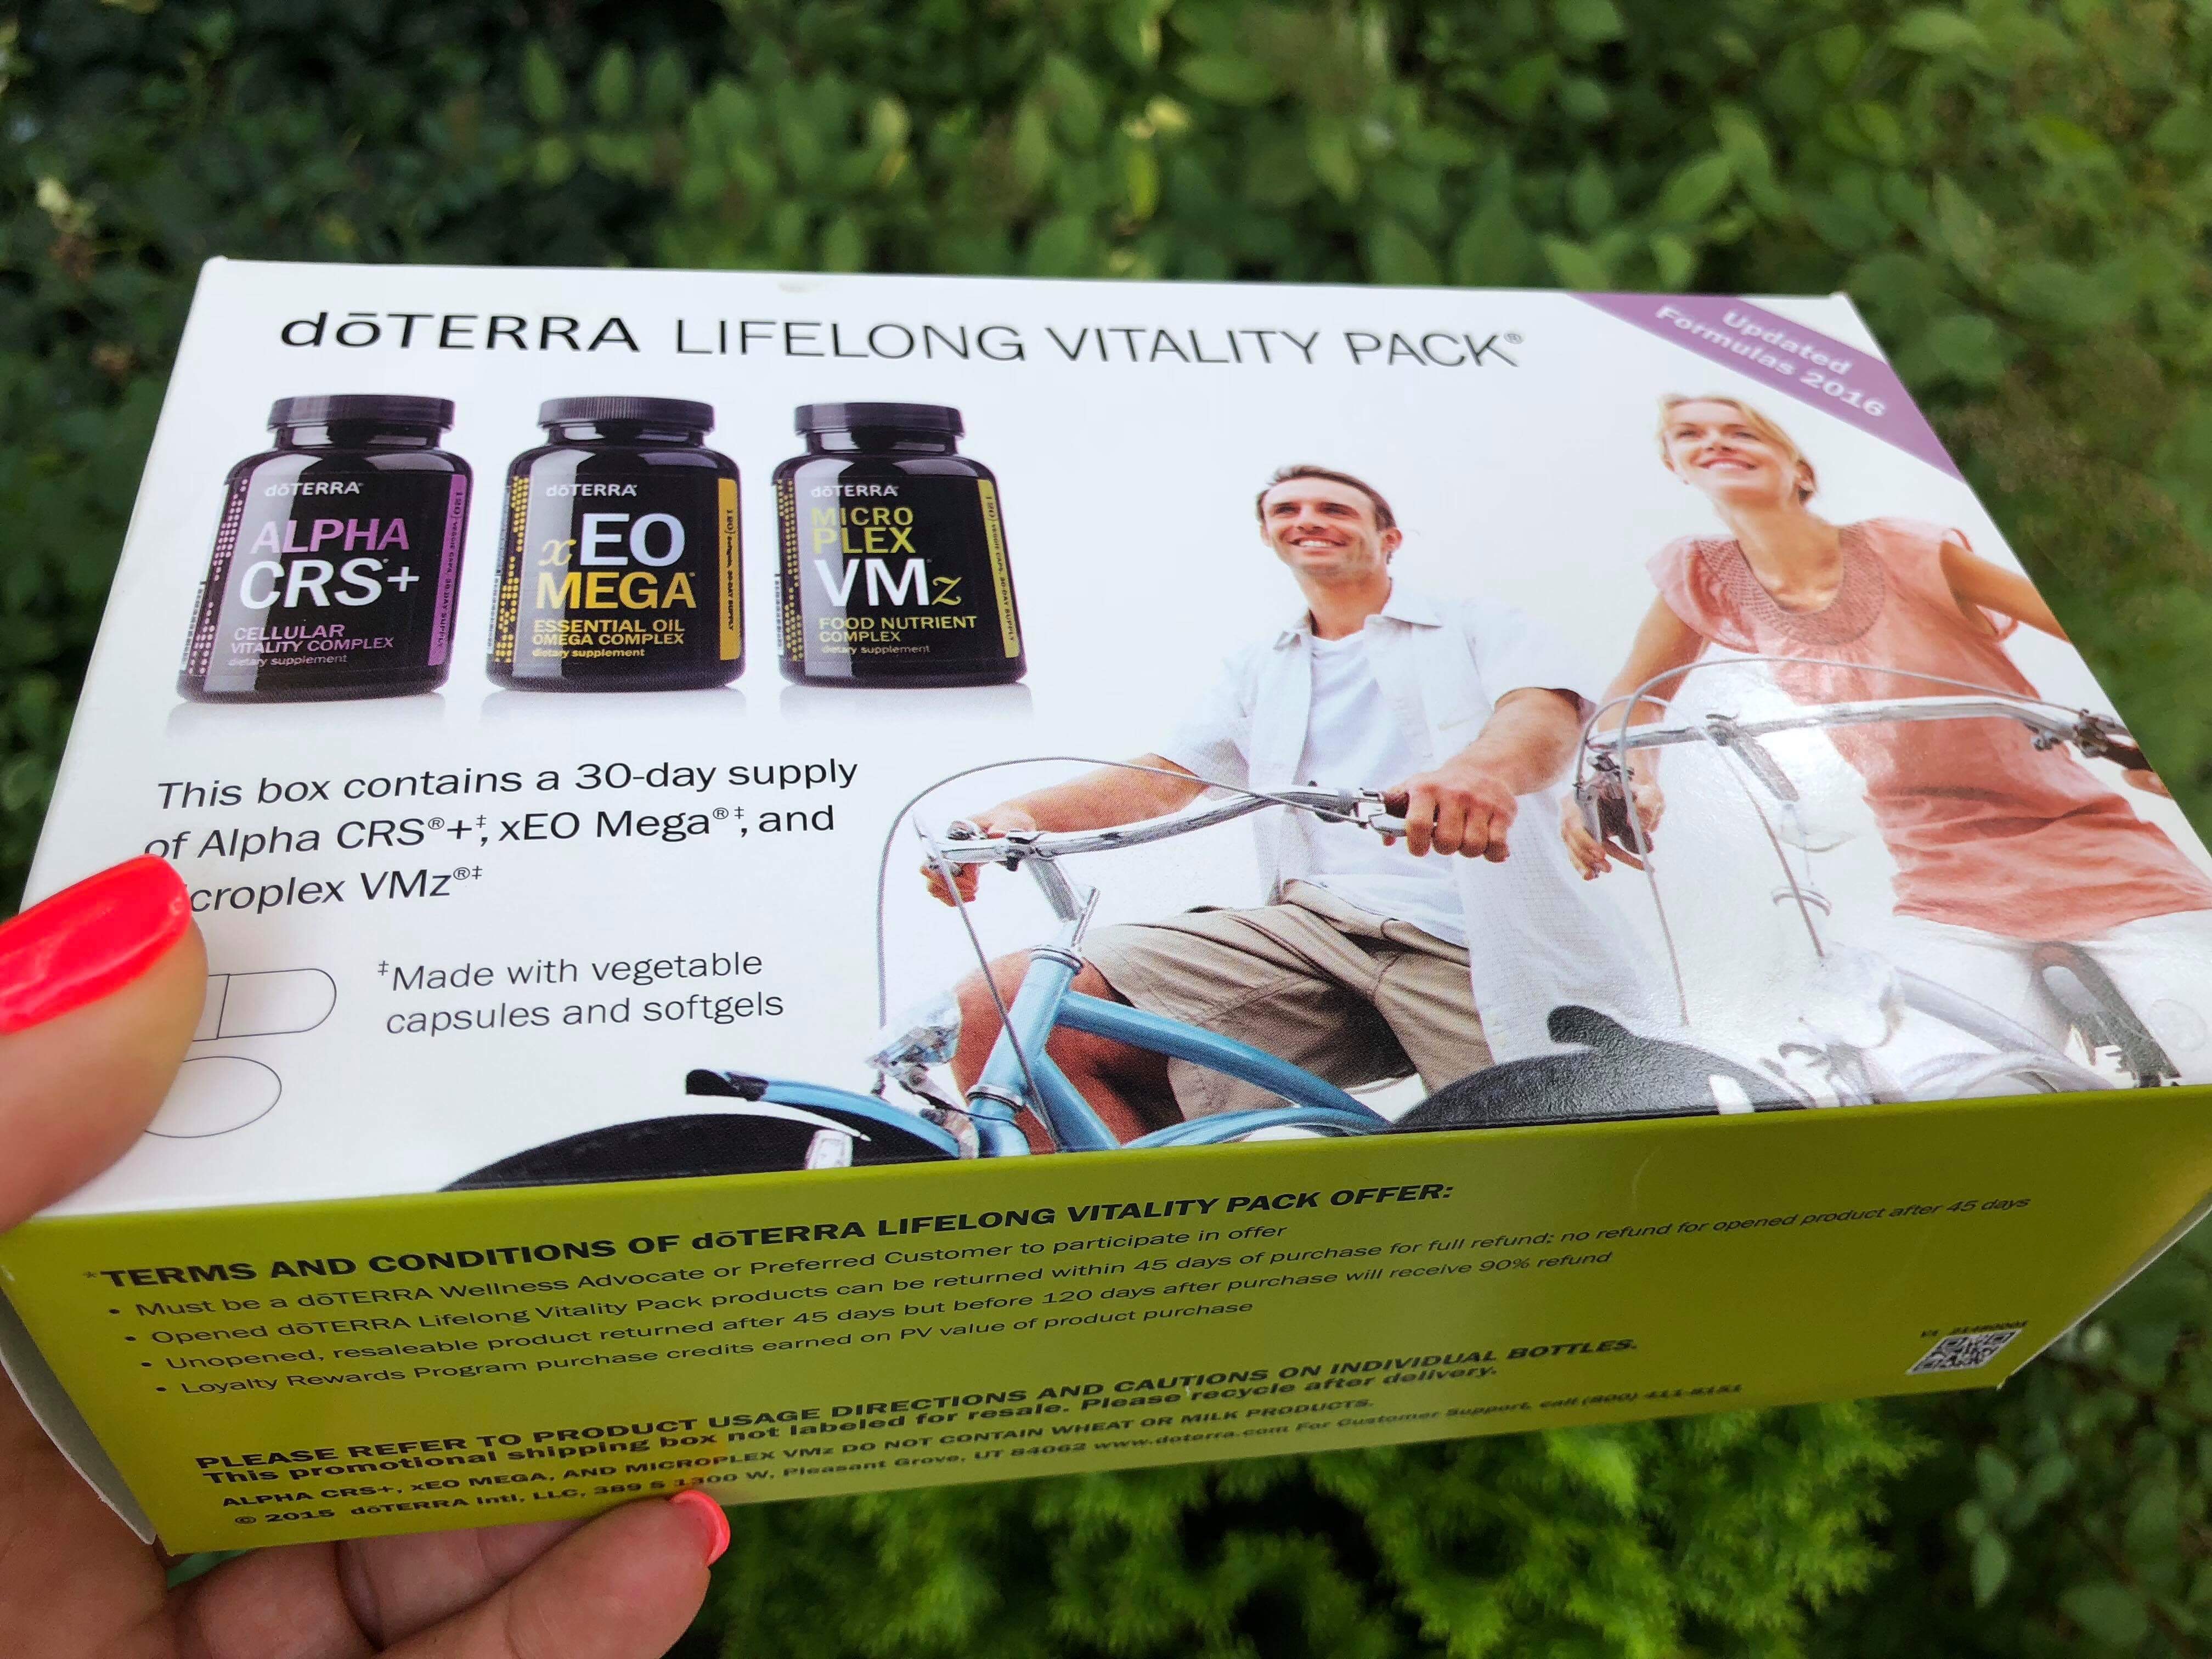 dōTERRA LIFELONG VITALITY PACK®
Updated
Formulas 2016
dōTERRA
ALPHA
CRS+
CELLULAR
VITALITY COMPLEX
dietary supplement
120 VEGGIE CAPS, 30-DAY SUPPLY
dōTERRA
xEO
MEGA
ESSENTIAL OIL
OMEGA COMPLEX
dietary supplement
dōTERRA
MICRO
PLEX
VMz
FOOD NUTRIENT
COMPLEX
dietary supplement
This box contains a 30-day supply
of Alpha CRS®+‡, xEO Mega®‡, and
croplex VMz®‡
‡Made with vegetable
capsules and softgels
*TERMS AND CONDITIONS OF dōTERRA LIFELONG VITALITY PACK OFFER:
• Must be a dōTERRA Wellness Advocate or Preferred Customer to participate in offer
• Opened dōTERRA Lifelong Vitality Pack products can be returned within 45 days of purchase for full refund; no refund for opened product after 45 days
• Unopened, resaleable product returned after 45 days but before 120 days after purchase will receive 90% refund
• Loyalty Rewards Program purchase credits earned on PV value of product purchase
PLEASE REFER TO PRODUCT USAGE DIRECTIONS AND CAUTIONS ON INDIVIDUAL BOTTLES.
This promotional shipping box not labeled for resale. Please recycle after delivery.
ALPHA CRS+, xEO MEGA, AND MICROPLEX VMz DO NOT CONTAIN WHEAT OR MILK PRODUCTS.
© 2015 dōTERRA Intl, LLC, 389 S 1300 W, Pleasant Grove, UT 84062 www.doterra.com For Customer Support, call (800)